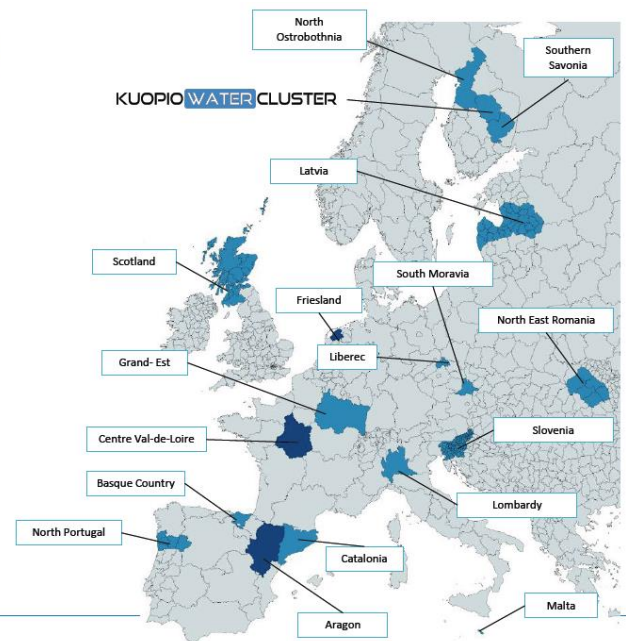 North
Ostrobothnia
Southern
Savonia
KUOPIO WATER CLUSTER
Latvia
Scotland
South Moravia
Friesland
North East Romania
Liberec
Grand- Est
Slovenia
Centre Val-de-Loire
Basque Country
Lombardy
North Portugal
Catalonia
Malta
Aragon